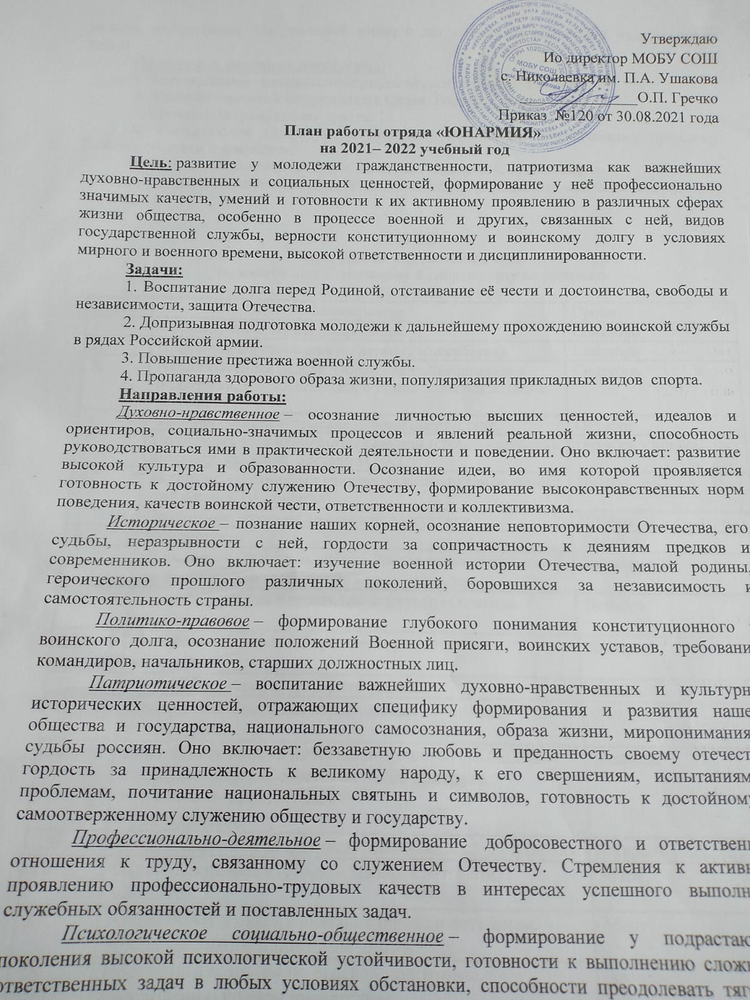 Утверждаю
Ио директор МОБУ СОШ
с. Николаевка им. П.А. Ушакова
О.П. Гречко
Приказ №120 от 30.08.2021 года
План работы отряда «ЮНАРМИЯ»
на 2021– 2022 учебный год
Цель: развитие у молодежи гражданственности, патриотизма как важнейших
духовно-нравственных и социальных ценностей, формирование у неё профессионально
значимых качеств, умений и готовности к их активному проявлению в различных сферах
жизни общества, особенно в процессе военной и других, связанных с ней, видов
государственной службы, верности конституционному и воинскому долгу в условиях
мирного и военного времени, высокой ответственности и дисциплинированности.
Задачи:
1. Воспитание долга перед Родиной, отстаивание её чести и достоинства, свободы и
независимости, защита Отечества.
2. Допризывная подготовка молодежи к дальнейшему прохождению воинской службы
в рядах Российской армии.
3. Повышение престижа военной службы.
4. Пропаганда здорового образа жизни, популяризация прикладных видов спорта.
Направления работы:
Духовно-нравственное – осознание личностью высших ценностей, идеалов и
ориентиров, социально-значимых процессов и явлений реальной жизни, способность
руководствоваться ими в практической деятельности и поведении. Оно включает: развитие
высокой культура и образованности. Осознание идеи, во имя которой проявляется
готовность к достойному служению Отечеству, формирование высоконравственных норм
поведения, качеств воинской чести, ответственности и коллективизма.
Историческое – познание наших корней, осознание неповторимости Отечества, его
судьбы, неразрывности с ней, гордости за сопричастность к деяниям предков и
современников. Оно включает: изучение военной истории Отечества, малой родины,
героического прошлого различных поколений, боровшихся за независимость и
самостоятельность страны.
Политико-правовое – формирование глубокого понимания конституционного
воинского долга, осознание положений Военной присяги, воинских уставов, требовани
командиров, начальников, старших должностных лиц.
Патриотическое – воспитание важнейших духовно-нравственных и культурн
исторических ценностей, отражающих специфику формирования и развития наше
общества и государства, национального самосознания, образа жизни, миропонимания
судьбы россиян. Оно включает: беззаветную любовь и преданность своему отечест
гордость за принадлежность к великому народу, к его свершениям, испытаниям
проблемам, почитание национальных святынь и символов, готовность к достойному
самоотверженному служению обществу и государству.
Профессионально-деятельное – формирование добросовестного и ответственн
отношения к труду, связанному со служением Отечеству. Стремления к активн
проявлению профессионально-трудовых качеств в интересах успешного выполн
служебных обязанностей и поставленных задач.
Психологическое социально-общественное – формирование у подрастаю
поколения высокой психологической устойчивости, готовности к выполнению сложн
ответственных задач в любых условиях обстановки, способности преодолевать тяг